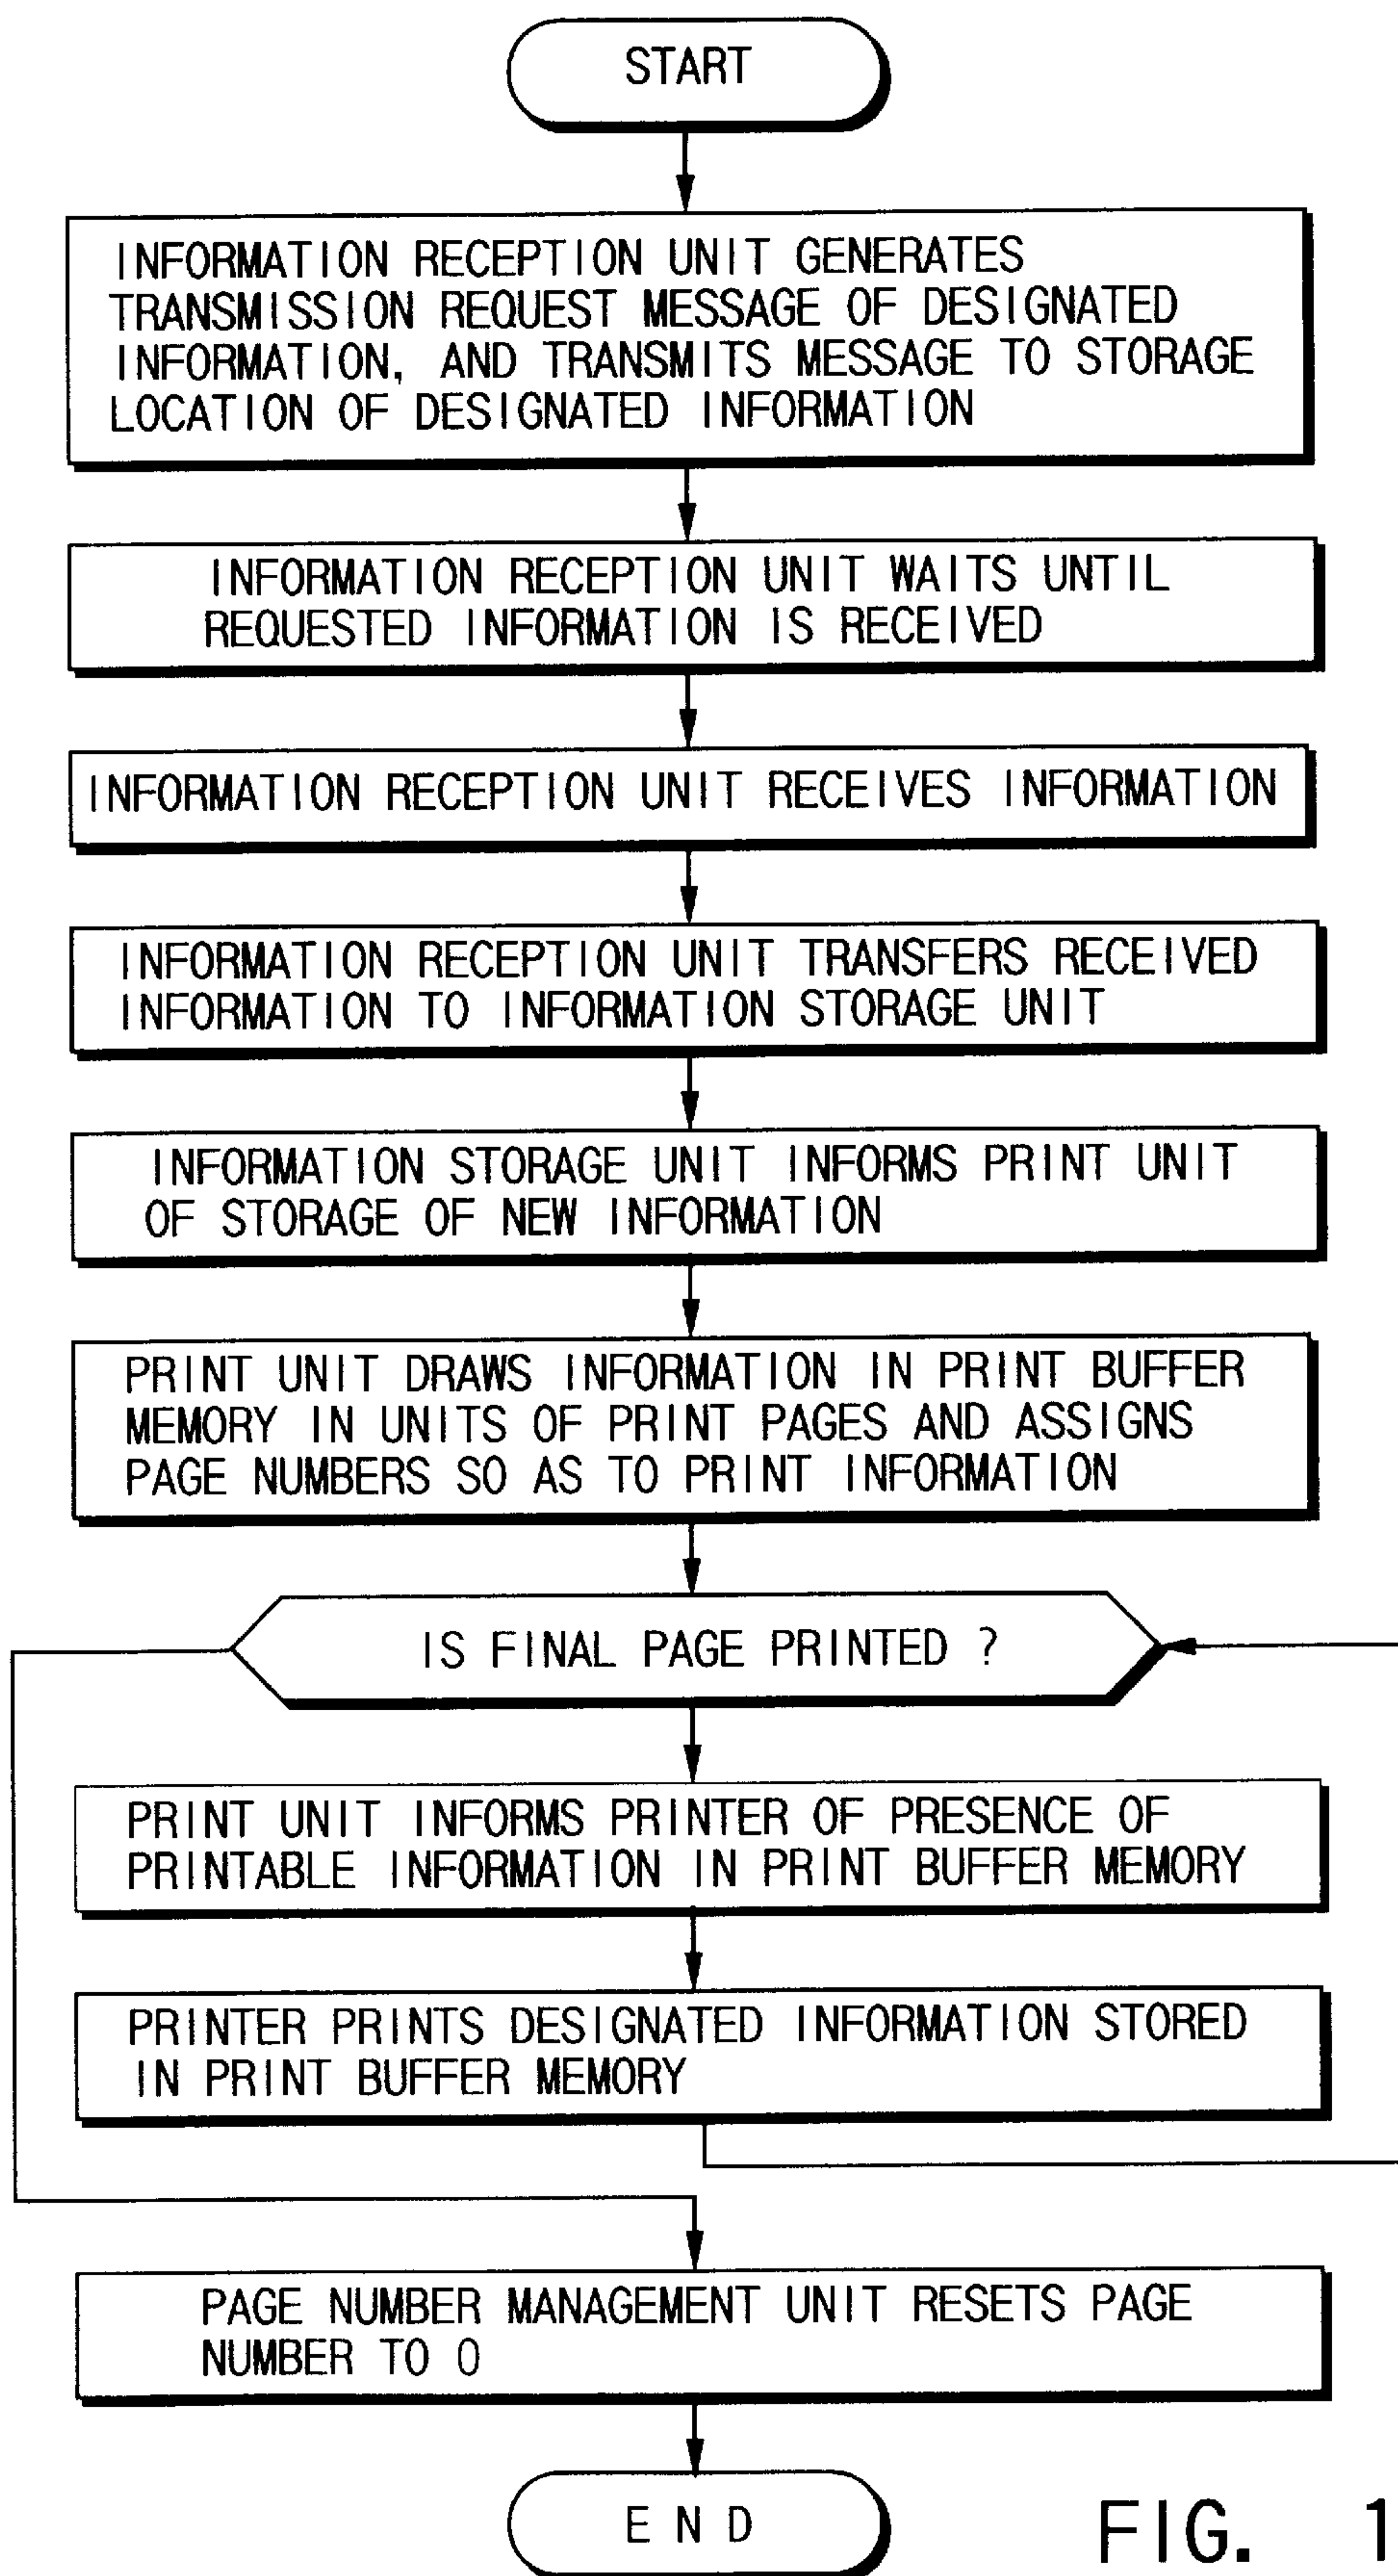 START
INFORMATION RECEPTION UNIT GENERATES
TRANSMISSION REQUEST MESSAGE OF DESIGNATED
INFORMATION, AND TRANSMITS MESSAGE TO STORAGE
LOCATION OF DESIGNATED INFORMATION
INFORMATION RECEPTION UNIT WAITS UNTIL
REQUESTED INFORMATION IS RECEIVED
INFORMATION RECEPTION UNIT RECEIVES INFORMATION
INFORMATION RECEPTION UNIT TRANSFERS RECEIVED
INFORMATION TO INFORMATION STORAGE UNIT
INFORMATION STORAGE UNIT INFORMS PRINT UNIT
OF STORAGE OF NEW INFORMATION
PRINT UNIT DRAWS INFORMATION IN PRINT BUFFER
MEMORY IN UNITS OF PRINT PAGES AND ASSIGNS
PAGE NUMBERS SO AS TO PRINT INFORMATION
IS FINAL PAGE PRINTED ?
PRINT UNIT INFORMS PRINTER OF PRESENCE OF
PRINTABLE INFORMATION IN PRINT BUFFER MEMORY
PRINTER PRINTS DESIGNATED INFORMATION STORED
IN PRINT BUFFER MEMORY
PAGE NUMBER MANAGEMENT UNIT RESETS PAGE
NUMBER TO 0
END
FIG. 1